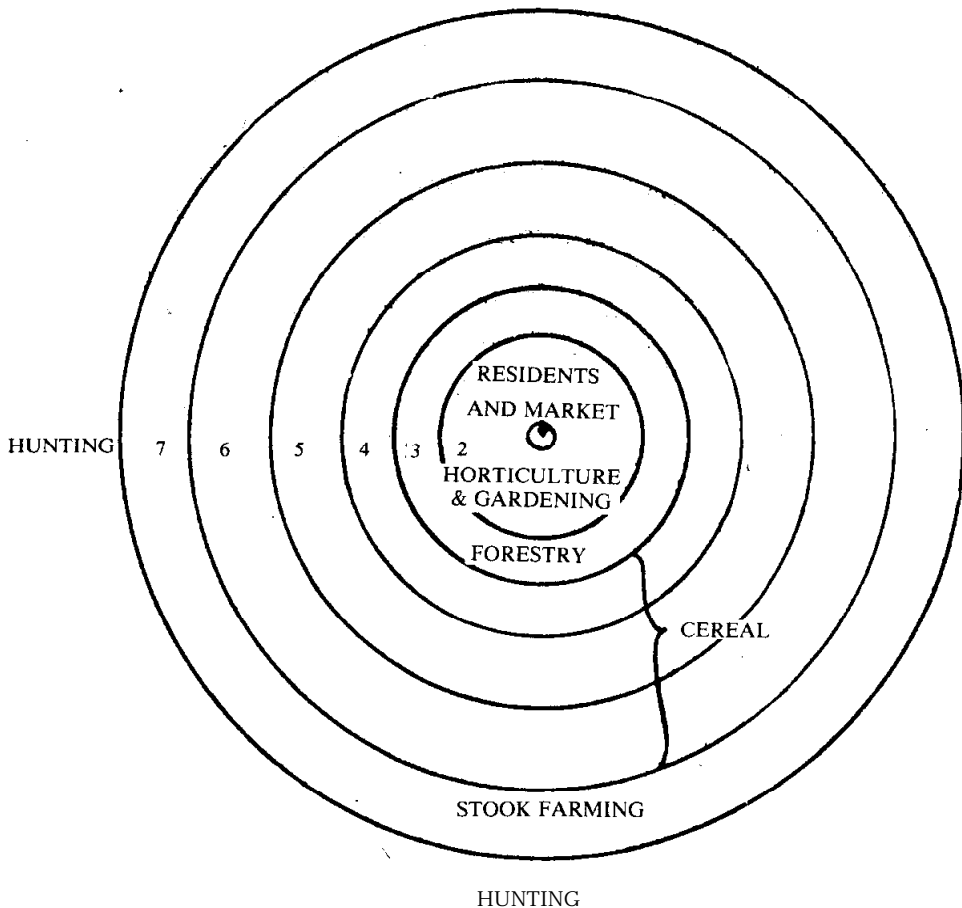 RESIDENTS
AND MARKET
HUNTING 7 6 5 4 3 2
HORTICULTURE
& GARDENING
FORESTRY
CEREAL
STOOK FARMING
HUNTING